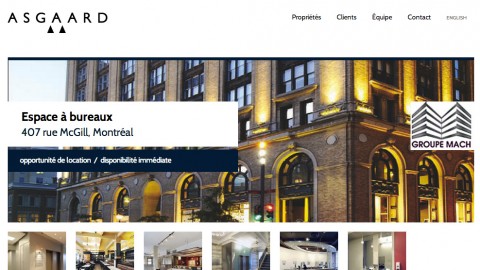 ASGAARD
Propriétés Clients Équipe Contact ENGLISH
Espace à bureaux
407 rue McGill, Montréal
opportunité de location / disponibilité immédiate
GROUPE MACH